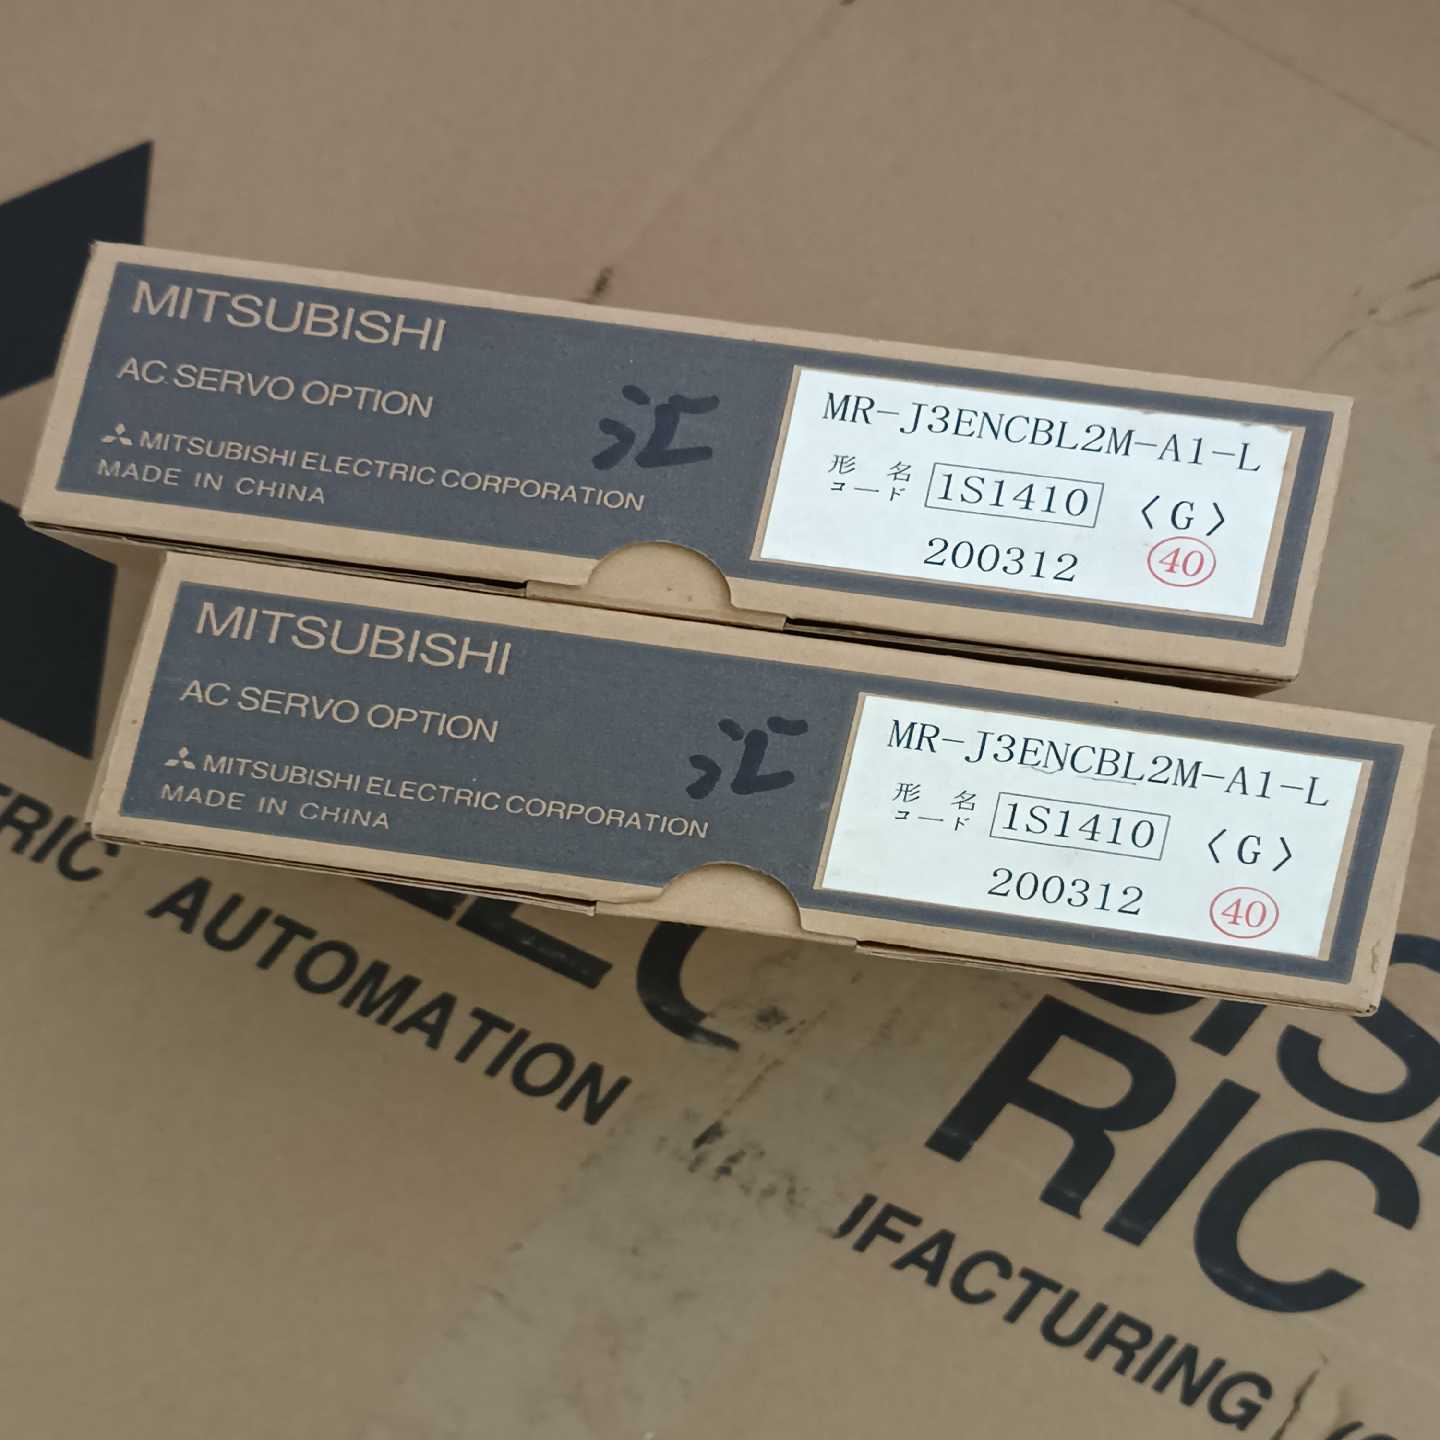 MITSUBISHI
AC SERVO OPTION
MITSUBISHI ELECTRIC CORPORATION
MADE IN CHINA
汇
MR-J3ENCBL2M-A1-L
形名
コード
1S1410
〈G〉
200312
40
MITSUBISHI
AC SERVO OPTION
MITSUBISHI ELECTRIC CORPORATION
MADE IN CHINA
汇
MR-J3ENCBL2M-A1-L
形名
コード
1S1410
〈G〉
200312
40
AUTOMATION
RIC